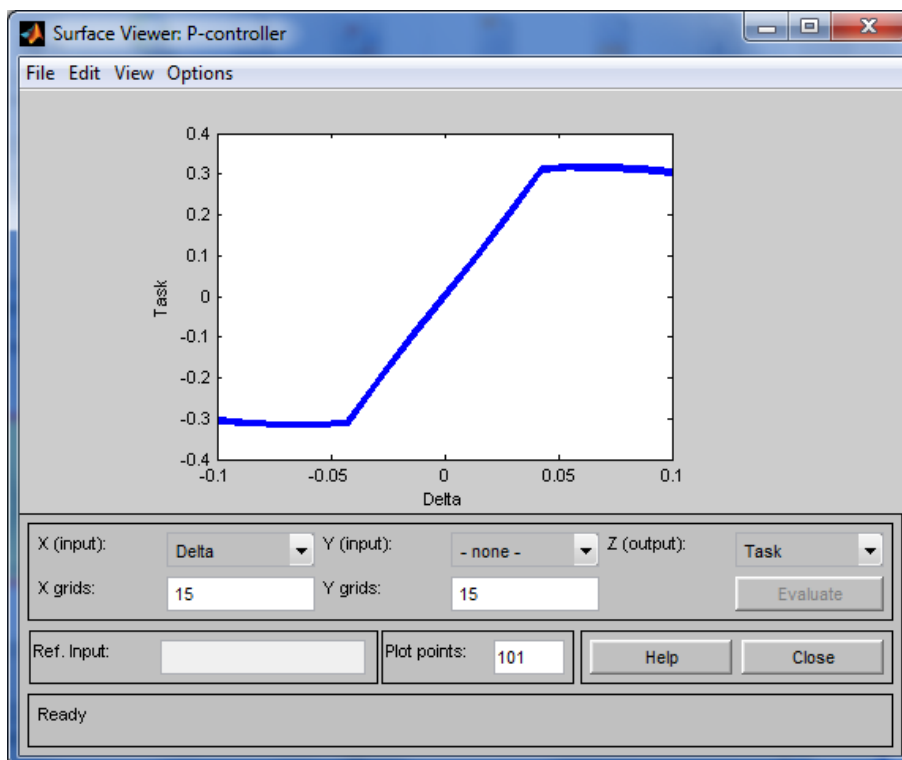 Surface Viewer: P-controller
File Edit View Options
0.4
0.3
0.2
0.1
0
-0.1
-0.2
-0.3
-0.4
Task
-0.1 -0.05 0 0.05 0.1
Delta
X (input): Delta Y (input): - none - Z (output): Task
X grids: 15 Y grids: 15 Evaluate
Ref. Input: Plot points: 101 Help Close
Ready